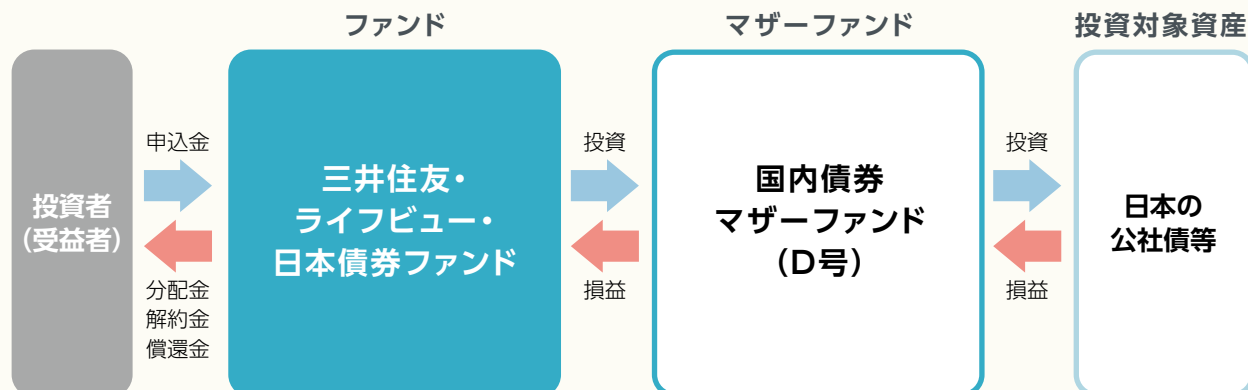 ファンド
マザーファンド
投資対象資産
投資者
(受益者)
申込金
分配金
解約金
償還金
三井住友・
ライフビュー・
日本債券ファンド
投資
損益
国内債券
マザーファンド
(D号)
投資
損益
日本の
公社債等